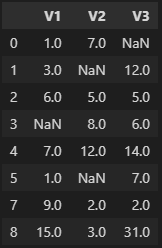 V1 V2 V3
0 1.0 7.0 NaN
1 3.0 NaN 12.0
2 6.0 5.0 5.0
3 NaN 8.0 6.0
4 7.0 12.0 14.0
5 1.0 NaN 7.0
7 9.0 2.0 2.0
8 15.0 3.0 31.0